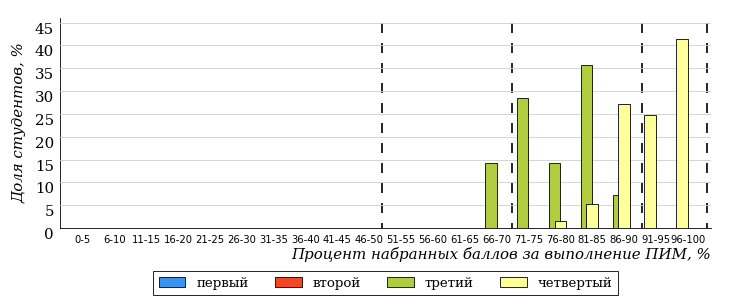 Доля студентов, %
45
40
35
30
25
20
15
10
5
0
0-5 6-10 11-15 16-20 21-25 26-30 31-35 36-40 41-45 46-50 51-55 56-60 61-65 66-70 71-75 76-80 81-85 86-90 91-95 96-100
Процент набранных баллов за выполнение ПИМ, %
первый второй третий четвертый